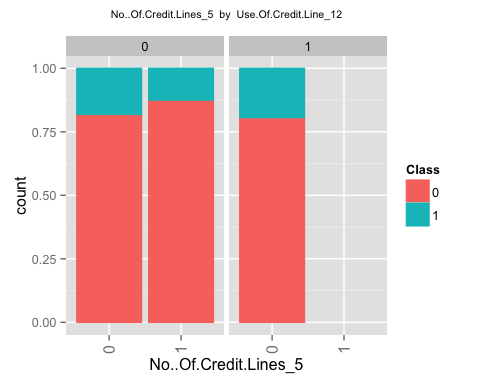 No..Of.Credit.Lines_5 by Use.Of.Credit.Line_12
0 1
1.00
0.75
0.50
0.25
0.00
count
0 1 0 1
No..Of.Credit.Lines_5
Class
0
1